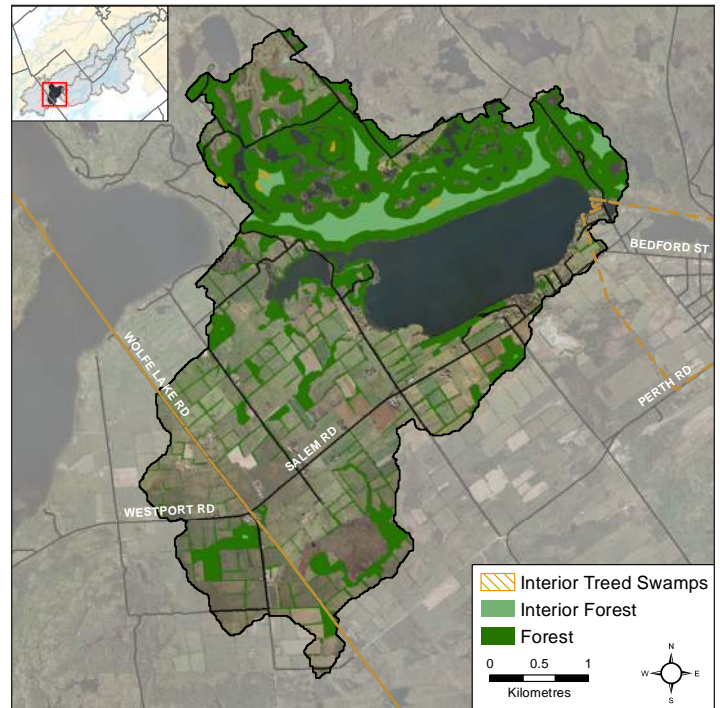 BEDFORD ST
WOLFE LAKE RD
PERTH RD
SALEM RD
WESTPORT RD
Interior Treed Swamps
Interior Forest
Forest
0 0.5 1
Kilometres
N
W E
S